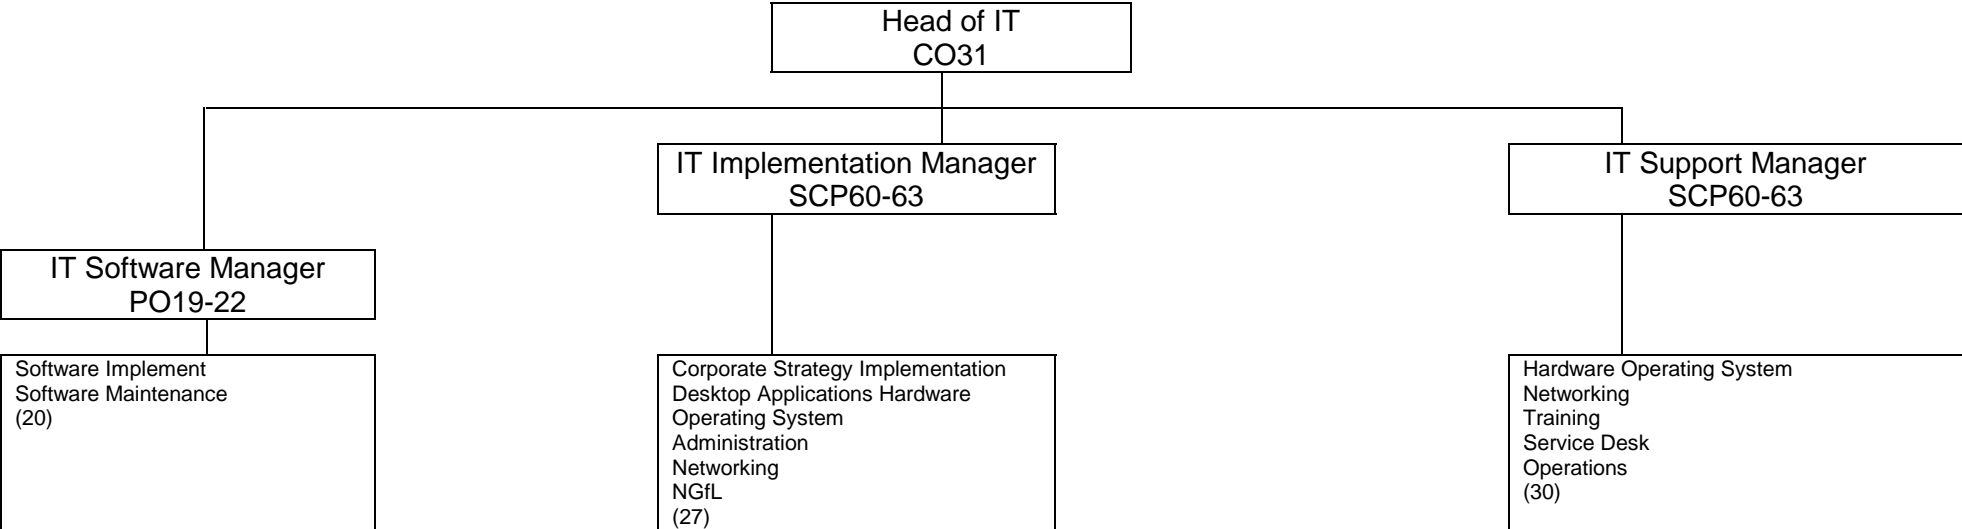 Head of IT
CO31
IT Implementation Manager
SCP60-63
IT Support Manager
SCP60-63
IT Software Manager
PO19-22
Software Implement
Software Maintenance
(20)
Corporate Strategy Implementation
Desktop Applications Hardware
Operating System
Administration
Networking
NGfL
(27)
Hardware Operating System
Networking
Training
Service Desk
Operations
(30)